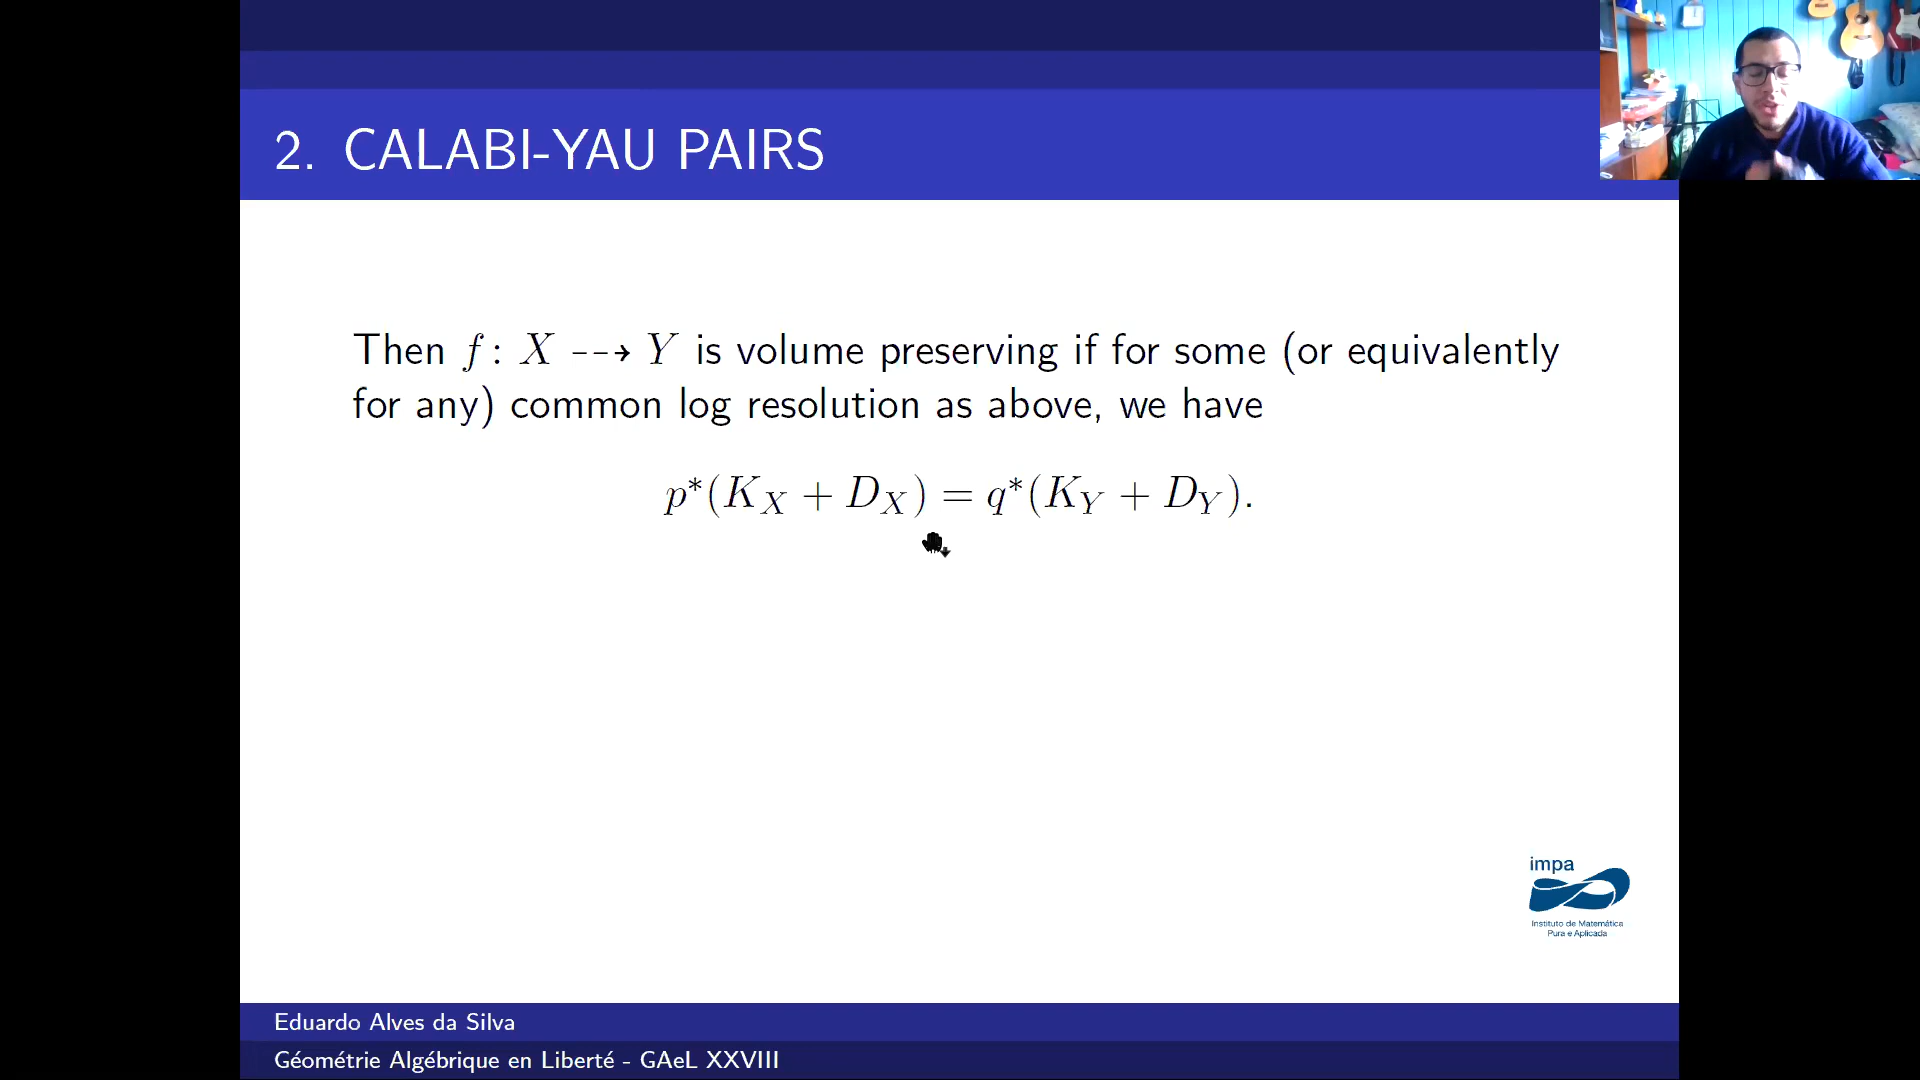 2. CALABI-YAU PAIRS
Then f : X ⇢ Y is volume preserving if for some (or equivalently
for any) common log resolution as above, we have
p*(K_X + D_X) = q*(K_Y + D_Y).
impa
Instituto de Matemática
Pura e Aplicada
Eduardo Alves da Silva
Géométrie Algébrique en Liberté - GAeL XXVIII